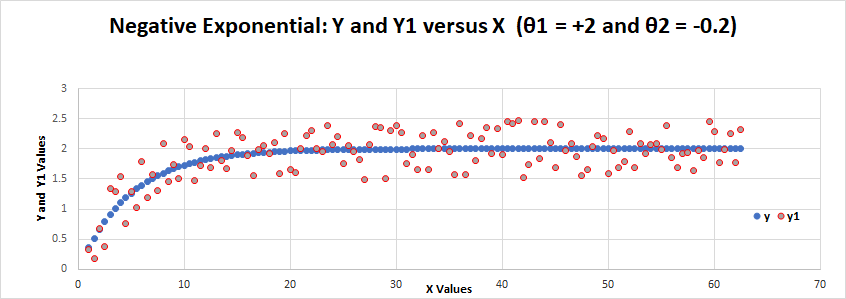 Negative Exponential: Y and Y1 versus X (θ1 = +2 and θ2 = -0.2)
3
2.5
2
1.5
1
0.5
0
Y and Y1 Values
y y1
0 10 20 30 40 50 60 70
X Values